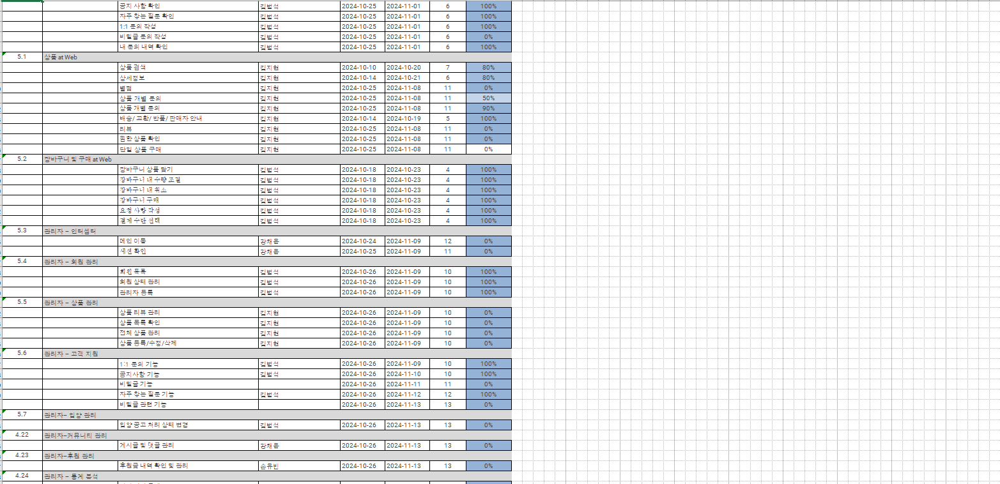 공지 사항 확인 김범석 2024-10-25 2024-11-01 6 100%
자주 찾는 질문 확인 김범석 2024-10-25 2024-11-01 6 100%
1:1 문의 작성 김범석 2024-10-25 2024-11-01 6 100%
비밀글 문의 작성 김범석 2024-10-25 2024-11-01 6 0%
내 문의 내역 확인 김범석 2024-10-25 2024-11-01 6 100%
5.1 상품 at Web
상품 검색 김지현 2024-10-10 2024-10-20 7 80%
상세정보 김지현 2024-10-14 2024-10-21 6 80%
별점 김지현 2024-10-25 2024-11-08 11 0%
상품 개별 문의 김지현 2024-10-25 2024-11-08 11 50%
상품 개별 문의 김지현 2024-10-25 2024-11-08 11 90%
배송/ 교환/ 반품/ 판매자 안내 김지현 2024-10-14 2024-10-19 5 100%
리뷰 김지현 2024-10-25 2024-11-08 11 0%
찜한 상품 확인 김지현 2024-10-25 2024-11-08 11 0%
단일 상품 구매 김지현 2024-10-25 2024-11-08 11 0%
5.2 장바구니 및 구매 at Web
장바구니 상품 담기 김범석 2024-10-18 2024-10-23 4 100%
장바구니 내 수량 조절 김범석 2024-10-18 2024-10-23 4 100%
장바구니 내 취소 김범석 2024-10-18 2024-10-23 4 100%
장바구니 구매 김범석 2024-10-18 2024-10-23 4 100%
요청 사항 작성 김범석 2024-10-18 2024-10-23 4 100%
결제 수단 선택 김범석 2024-10-18 2024-10-23 4 100%
5.3 관리자 - 인터셉터
메인 이동 강채윤 2024-10-24 2024-11-09 12 0%
세션 확인 강채윤 2024-10-25 2024-11-09 11 0%
5.4 관리자 - 회원 관리
회원 목록 김범석 2024-10-26 2024-11-09 10 100%
회원 상태 관리 김범석 2024-10-26 2024-11-09 10 100%
관리자 등록 김범석 2024-10-26 2024-11-09 10 100%
5.5 관리자 - 상품 관리
상품 리뷰 관리 김지현 2024-10-26 2024-11-09 10 0%
상품 목록 확인 김지현 2024-10-26 2024-11-09 10 0%
전체 상품 관리 김지현 2024-10-26 2024-11-09 10 0%
상품 등록/수정/삭제 김지현 2024-10-26 2024-11-09 10 0%
5.6 관리자 - 고객 지원
1:1 문의 기능 김범석 2024-10-26 2024-11-09 10 100%
공지사항 기능 김범석 2024-10-26 2024-11-10 10 100%
비밀글 기능 2024-10-26 2024-11-11 11 0%
자주 찾는 질문 기능 김범석 2024-10-26 2024-11-12 12 100%
비밀글 관련 기능 2024-10-26 2024-11-13 13 0%
5.7 관리자- 입양 관리
입양 공고 처리 상태 변경 김범석 2024-10-26 2024-11-13 13 0%
4.22 관리자-커뮤니티 관리
게시글 및 댓글 관리 강채윤 2024-10-26 2024-11-13 13 0%
4.23 관리자-후원 관리
후원금 내역 확인 및 관리 손유빈 2024-10-26 2024-11-13 13 0%
4.24 관리자 - 통계 분석